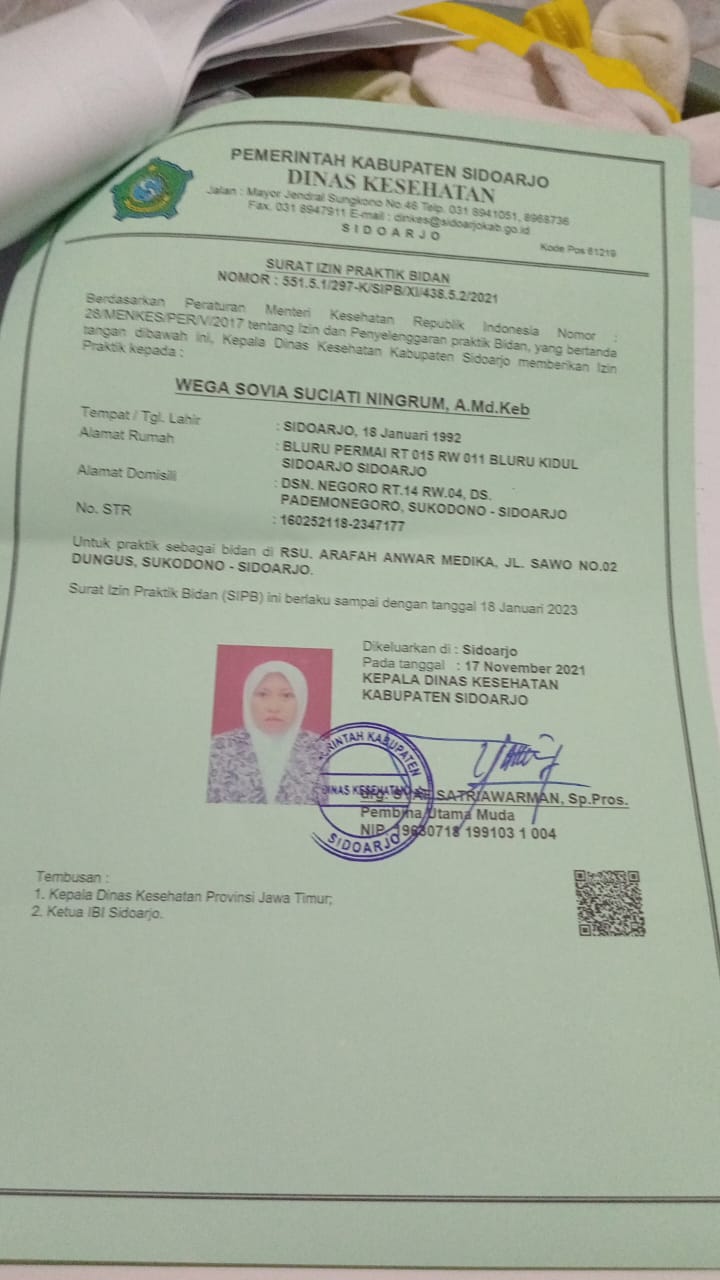 PEMERINTAH KABUPATEN SIDOARJO
DINAS KESEHATAN
Jalan : Mayor Jendral Sungkono No.46 Telp. 031 8941051, 8968736
Fax. 031 8947911 E-mail : dinkes@sidoarjokab.go.id
SIDOARJO
Kode Pos 61219
SURAT IZIN PRAKTIK BIDAN
NOMOR : 551.5.1/297-K/SIPB/XI/438.5.2/2021
Berdasarkan Peraturan Menteri Kesehatan Republik Indonesia Nomor :
28/MENKES/PER/V/2017 tentang Izin dan Penyelenggaran praktik Bidan, yang bertanda
tangan dibawah ini, Kepala Dinas Kesehatan Kabupaten Sidoarjo memberikan Izin
Praktik kepada :
WEGA SOVIA SUCIATI NINGRUM, A.Md.Keb
Tempat / Tgl. Lahir : SIDOARJO, 18 Januari 1992
Alamat Rumah : BLURU PERMAI RT 015 RW 011 BLURU KIDUL
SIDOARJO SIDOARJO
Alamat Domisili : DSN. NEGORO RT.14 RW.04, DS.
PADEMONEGORO, SUKODONO - SIDOARJO
No. STR : 160252118-2347177
Untuk praktik sebagai bidan di RSU. ARAFAH ANWAR MEDIKA, JL. SAWO NO.02
DUNGUS, SUKODONO - SIDOARJO.
Surat Izin Praktik Bidan (SIPB) ini berlaku sampai dengan tanggal 18 Januari 2023
Dikeluarkan di : Sidoarjo
Pada tanggal : 17 November 2021
KEPALA DINAS KESEHATAN
KABUPATEN SIDOARJO
KABUPATEN
DINAS KESEHATAN
SIDOARJO
drg. SATRIAWARMAN, Sp.Pros.
Pembina Utama Muda
NIP. 19630718 199103 1 004
Tembusan :
1. Kepala Dinas Kesehatan Provinsi Jawa Timur;
2. Ketua IBI Sidoarjo.